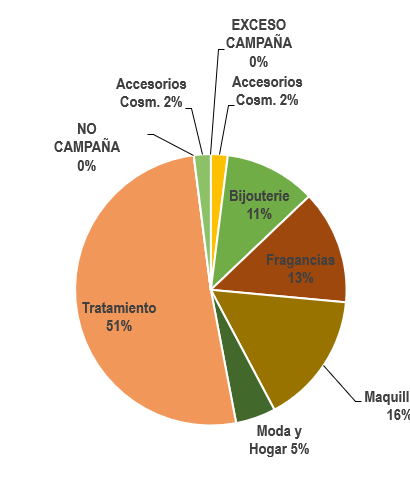 EXCESO
CAMPAÑA
0%
Accesorios
Cosm. 2%
Accesorios
Cosm. 2%
NO
CAMPAÑA
0%
Bijouterie
11%
Fragancias
13%
Tratamiento
51%
Maquill
16%
Moda y
Hogar 5%